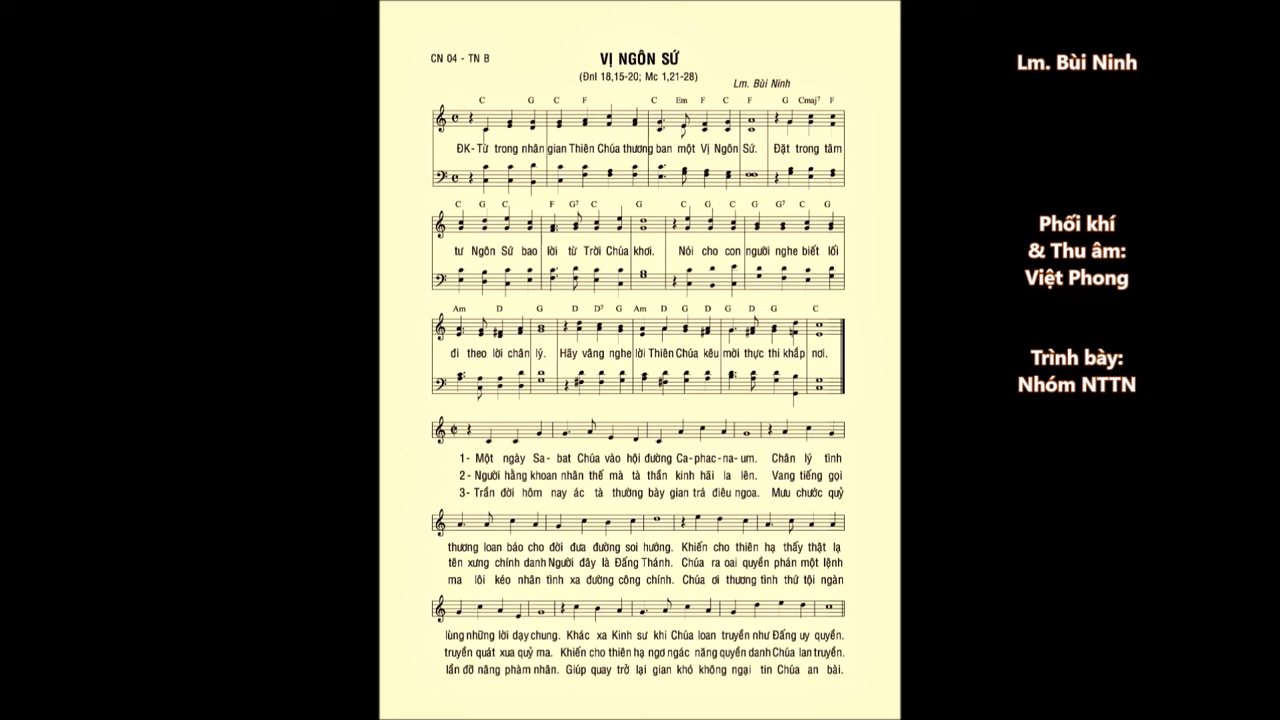 CN 04 - TN B
VỊ NGÔN SỨ
(Đnl 18,15-20; Mc 1,21-28)
Lm. Bùi Ninh
C G C F C Em F C F G Cmaj7 F
ĐK- Từ trong nhân gian Thiên Chúa thương ban một Vị Ngôn Sứ. Đặt trong tâm
C G C F G7 C G C G C G G7 C G
tư Ngôn Sứ bao lời từ Trời Chúa khơi. Nói cho con người nghe biết lối
Am D G D D7 G Am D G D G D G C
đi theo lời chân lý. Hãy vâng nghe lời Thiên Chúa kêu mời thực thi khắp nơi.
1- Một ngày Sa- bat Chúa vào hội đường Ca-phac-na-um. Chân lý tình
2- Người hằng khoan nhân thế mà tà thần kinh hãi la lên. Vang tiếng gọi
3- Trần đời hôm nay ác tà thường bày gian trá điêu ngoa. Mưu chước quỷ
thương loan báo cho đời đưa đường soi hướng. Khiến cho thiên hạ thấy thật lạ
tên xưng chính danh Người đây là Đấng Thánh. Chúa ra oai quyền phán một lệnh
ma lôi kéo nhân tình xa đường công chính. Chúa ơi thương tình thứ tội ngàn
lùng những lời dạy chung. Khác xa Kinh sư khi Chúa loan truyền như Đấng uy quyền.
truyền quát xua quỷ ma. Khiến cho thiên hạ ngơ ngác năng quyền danh Chúa lan truyền.
lần đỡ nâng phàm nhân. Giúp quay trở lại gian khó không ngại tin Chúa an bài.
Lm. Bùi Ninh
Phối khí
& Thu âm:
Việt Phong
Trình bày:
Nhóm NTTN